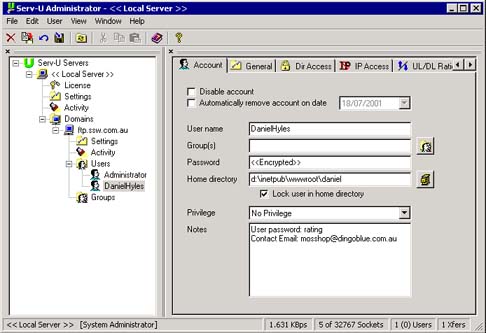 Serv-U Administrator - << Local Server >>
File Edit User View Window Help
Serv-U Servers
<< Local Server >>
License
Settings
Activity
Domains
ftp.ssw.com.au
Settings
Activity
Users
Administrator
DanielHyles
Groups
Account General Dir Access IP Access UL/DL Rati
Disable account
Automatically remove account on date 18/07/2001
User name DanielHyles
Group(s)
Password <<Encrypted>>
Home directory d:\inetpub\wwwroot\daniel
Lock user in home directory
Privilege No Privilege
Notes User password: rating
Contact Email: mosshop@dingoblue.com.au
<< Local Server >> [System Administrator] 1.631 KBps 5 of 32767 Sockets 1 (0) Users 1 Xfers